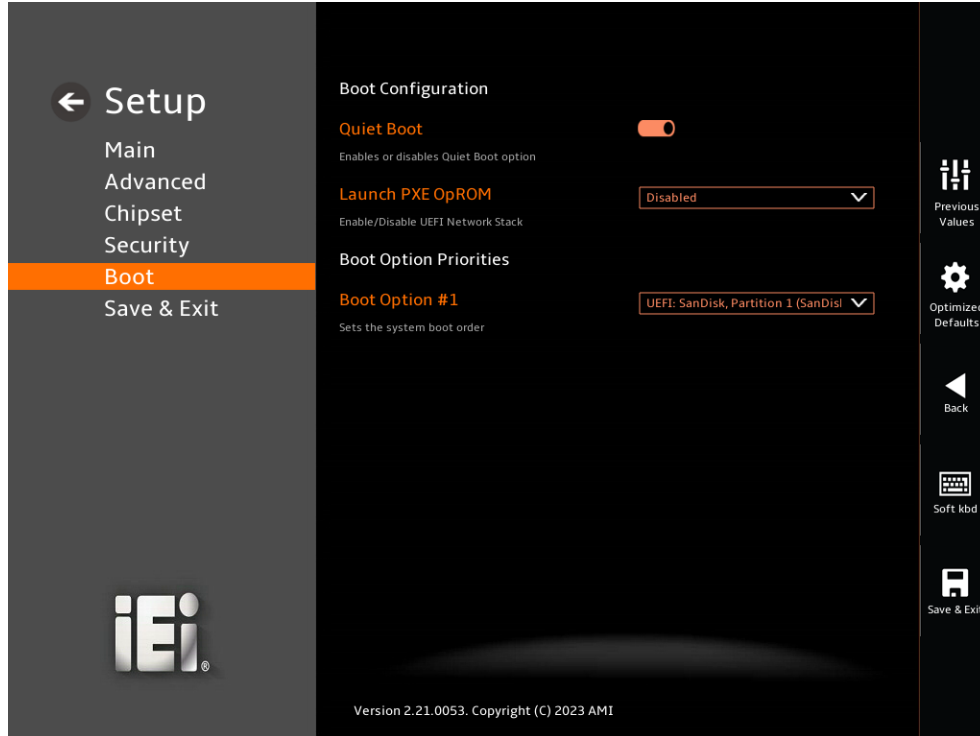 Setup
Main
Advanced
Chipset
Security
Boot
Save & Exit
iEi®
Boot Configuration
Quiet Boot
Enables or disables Quiet Boot option
Launch PXE OpROM
Disabled
Enable/Disable UEFI Network Stack
Boot Option Priorities
Boot Option #1
UEFI: SanDisk, Partition 1 (SanDisl
Sets the system boot order
Version 2.21.0053. Copyright (C) 2023 AMI
Previous
Values
Optimized
Defaults
Back
Soft kbd
Save & Exit